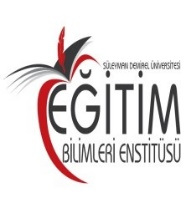 SÜLEYMAN DEMİREL ÜNİVERSİTESİ
EĞİTİM
BİLİMLERİ ENSTİTÜSÜ